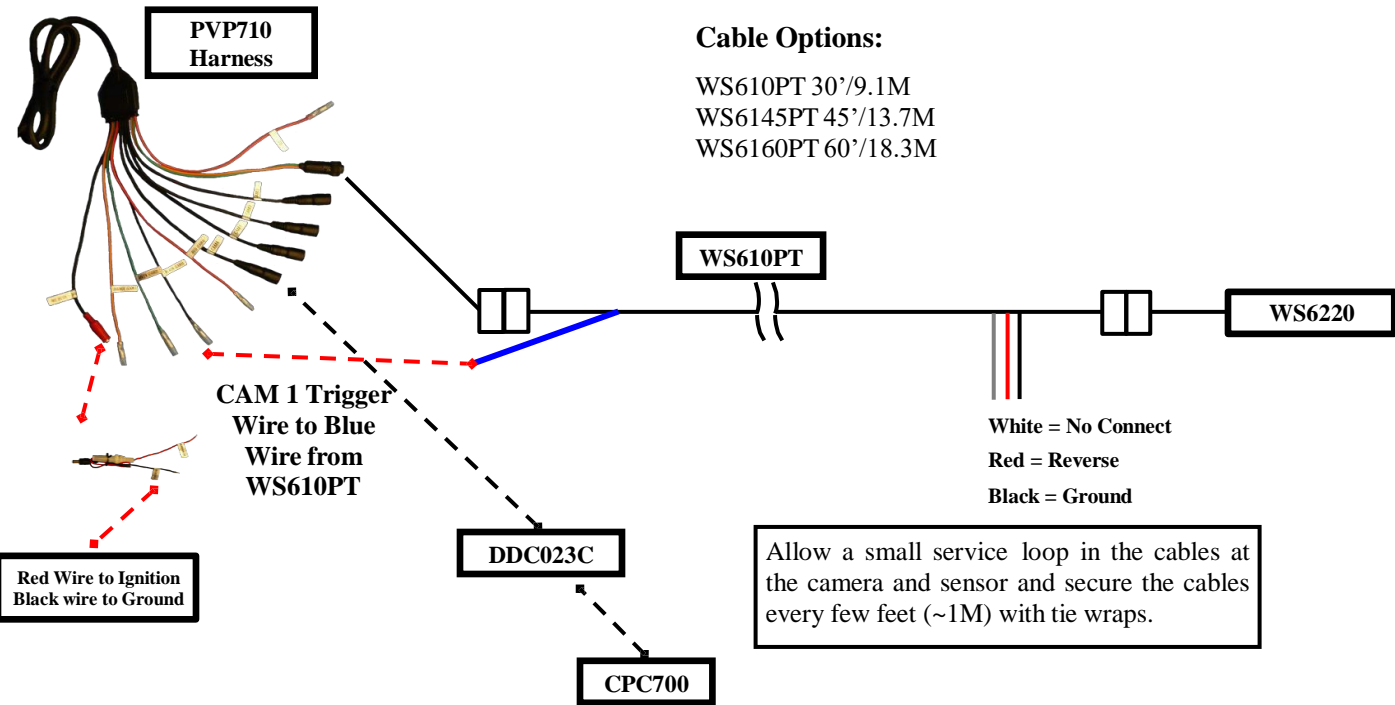 PVP710
Harness
Cable Options:
WS610PT 30’/9.1M
WS6145PT 45’/13.7M
WS6160PT 60’/18.3M
WS610PT
WS6220
CAM 1 Trigger
Wire to Blue
Wire from
WS610PT
White = No Connect
Red = Reverse
Black = Ground
Red Wire to Ignition
Black wire to Ground
DDC023C
Allow a small service loop in the cables at
the camera and sensor and secure the cables
every few feet (~1M) with tie wraps.
CPC700